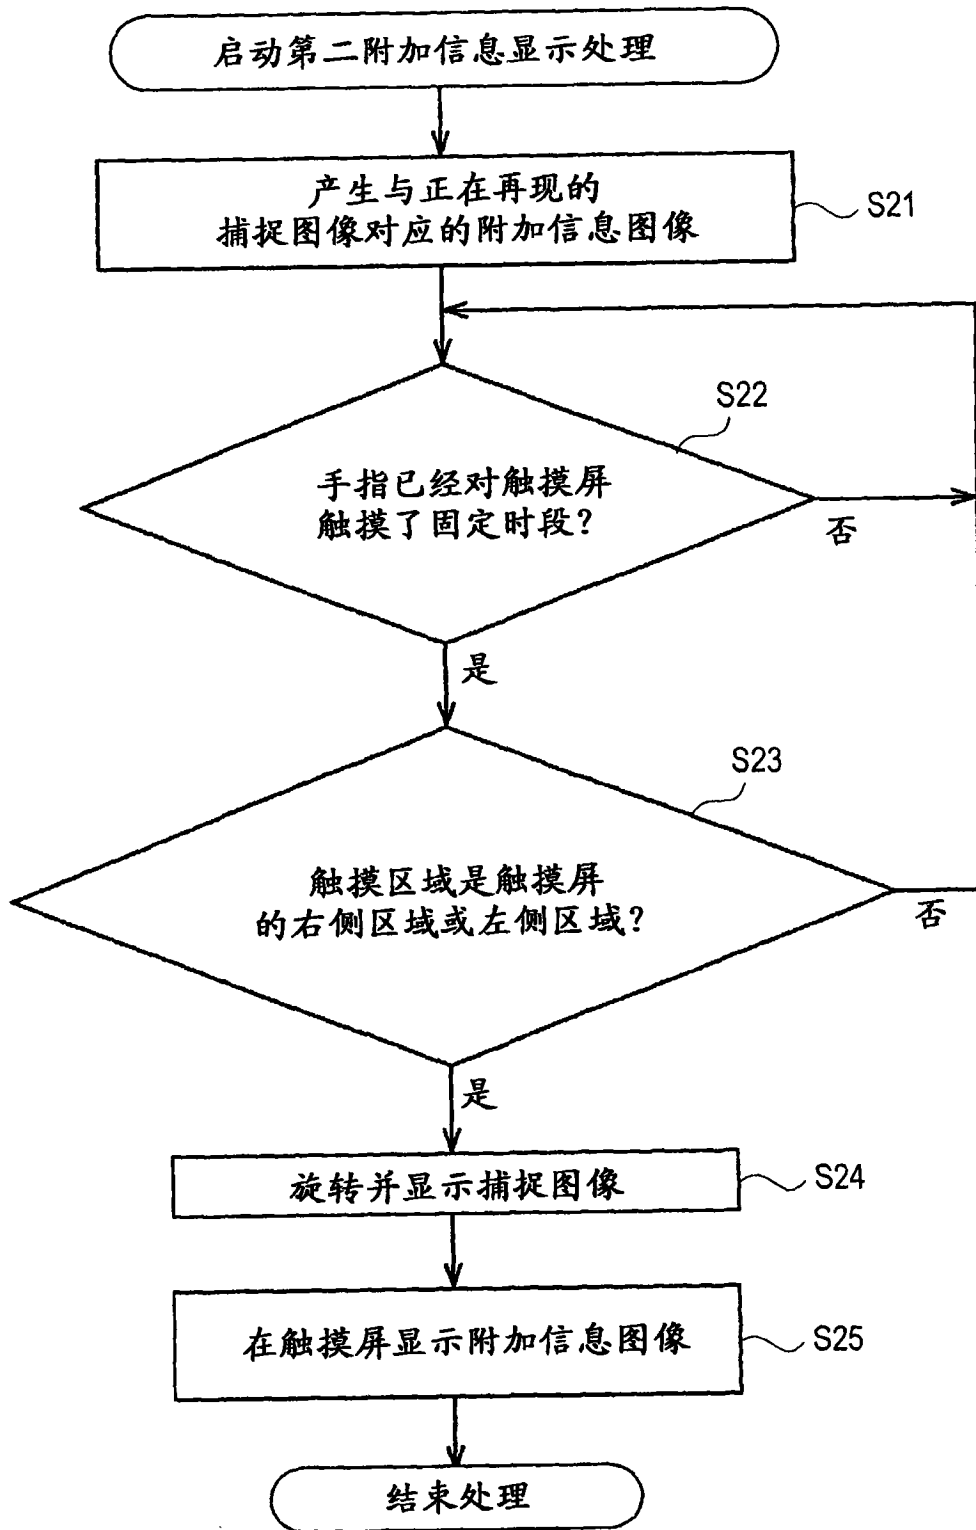 启动第二附加信息显示处理
产生与正在再现的
捕捉图像对应的附加信息图像
S21
S22
手指已经对触摸屏
触摸了固定时段?
否
是
S23
触摸区域是触摸屏
的右侧区域或左侧区域?
否
是
旋转并显示捕捉图像
S24
在触摸屏显示附加信息图像
S25
结束处理